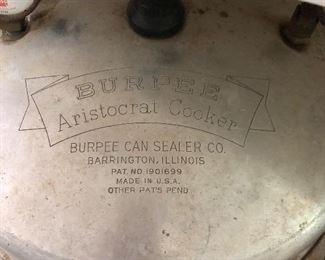 BURPEE
Aristocrat Cooker
BURPEE CAN SEALER CO.
BARRINGTON, ILLINOIS
PAT. NO. 1901699
MADE IN U.S.A.
OTHER PAT'S PEND.